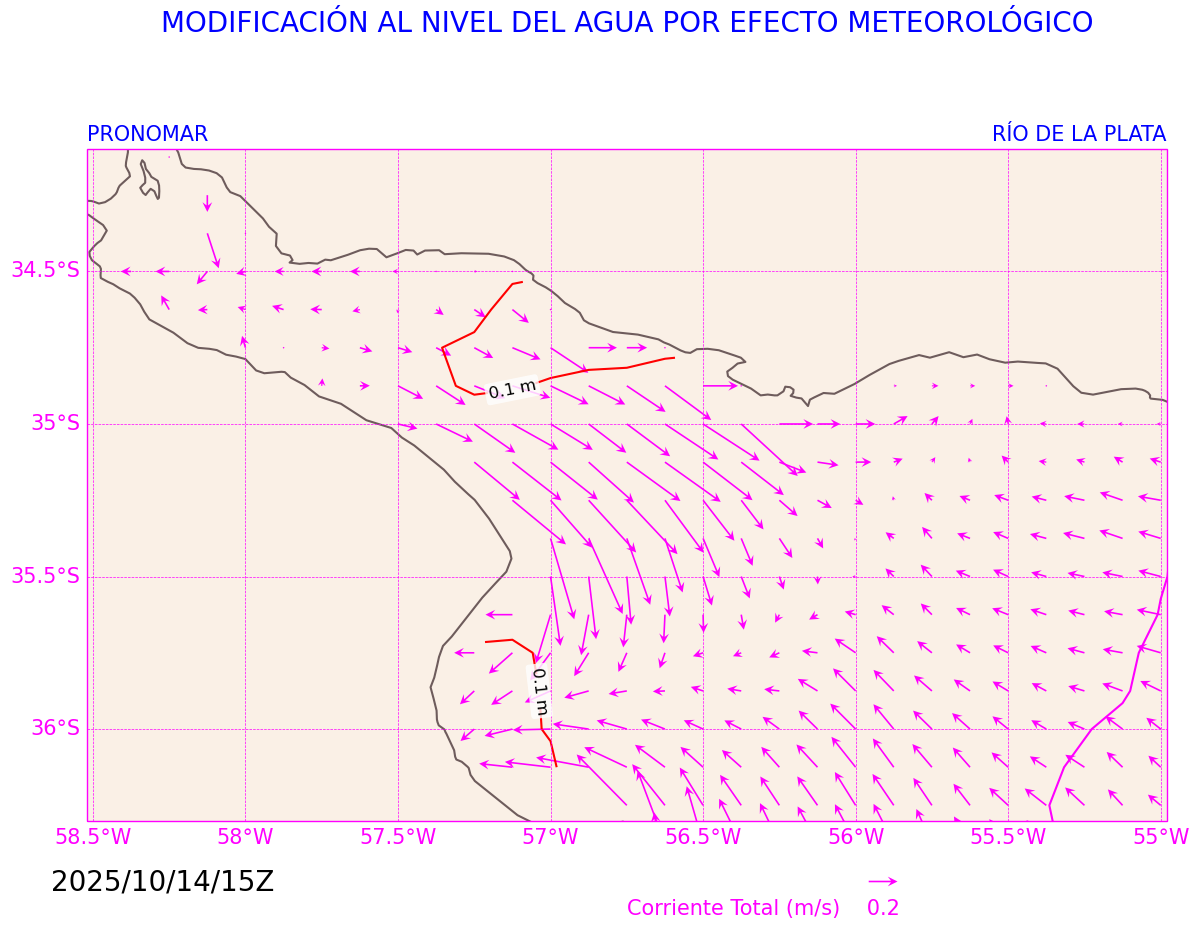 MODIFICACIÓN AL NIVEL DEL AGUA POR EFECTO METEOROLÓGICO
PRONOMAR
RÍO DE LA PLATA
34.5°S
0.1 m
35°S
35.5°S
0.1 m
36°S
58.5°W 58°W 57.5°W 57°W 56.5°W 56°W 55.5°W 55°W
2025/10/14/15Z
Corriente Total (m/s) 0.2